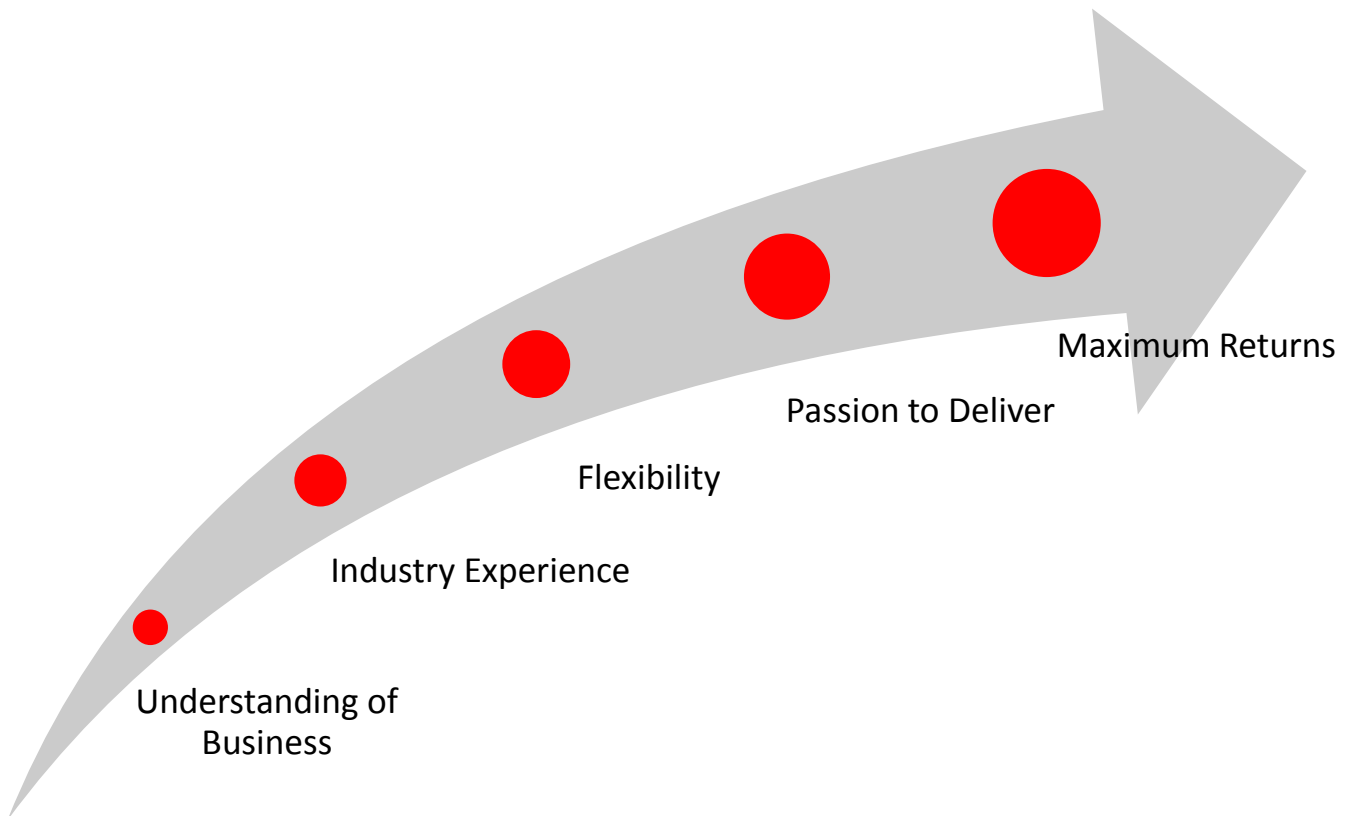 Maximum Returns
Passion to Deliver
Flexibility
Industry Experience
Understanding of
Business